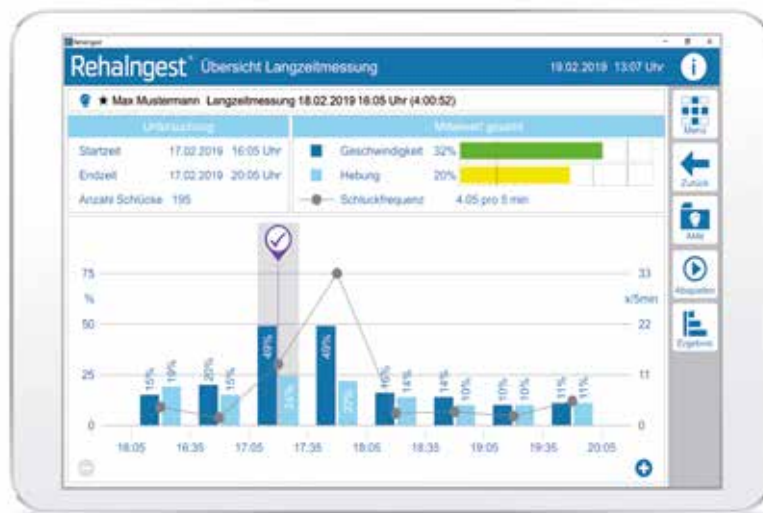 RehaIngest
RehaIngest® Übersicht Langzeitmessung 19.02.2019 13:07 Uhr
Max Mustermann Langzeitmessung 18.02.2019 16:05 Uhr (4:00:52)
Untersuchung
Mittelwert gesamt
Startzeit 17.02.2019 16:05 Uhr
Geschwindigkeit 32%
Endzeit 17.02.2019 20:05 Uhr
Hebung 20%
Anzahl Schlücke 195
Schluckfrequenz 4.05 pro 5 min
Menü
Zurück
Akte
Abspielen
Ergebnis
75
%
50
25
0
33
x/5min
22
11
0
15% 19% 20% 15% 49% 24% 49% 22% 16% 14% 14% 10% 10% 10% 11% 11%
16:05 16:35 17:05 17:35 18:05 18:35 19:05 19:35 20:05